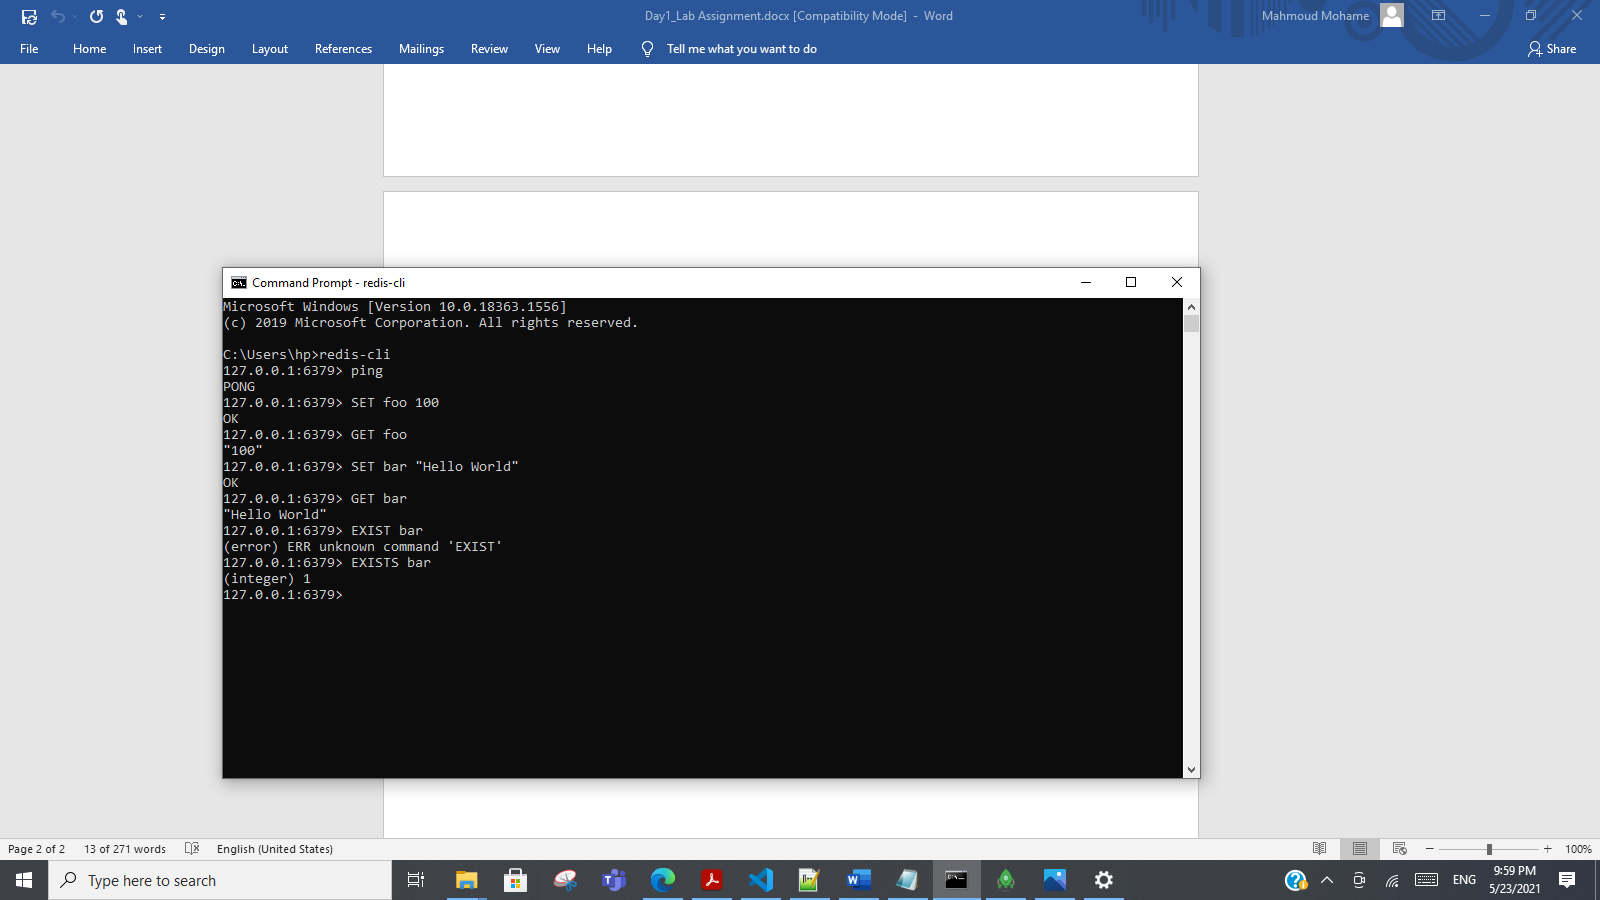 Day1_Lab Assignment.docx [Compatibility Mode] - Word
Mahmoud Mohame
File Home Insert Design Layout References Mailings Review View Help Tell me what you want to do Share
Command Prompt - redis-cli
Microsoft Windows [Version 10.0.18363.1556]
(c) 2019 Microsoft Corporation. All rights reserved.
C:\Users\hp>redis-cli
127.0.0.1:6379> ping
PONG
127.0.0.1:6379> SET foo 100
OK
127.0.0.1:6379> GET foo
"100"
127.0.0.1:6379> SET bar "Hello World"
OK
127.0.0.1:6379> GET bar
"Hello World"
127.0.0.1:6379> EXIST bar
(error) ERR unknown command 'EXIST'
127.0.0.1:6379> EXISTS bar
(integer) 1
127.0.0.1:6379>
Page 2 of 2 13 of 271 words English (United States) 100%
Type here to search
ENG
9:59 PM
5/23/2021